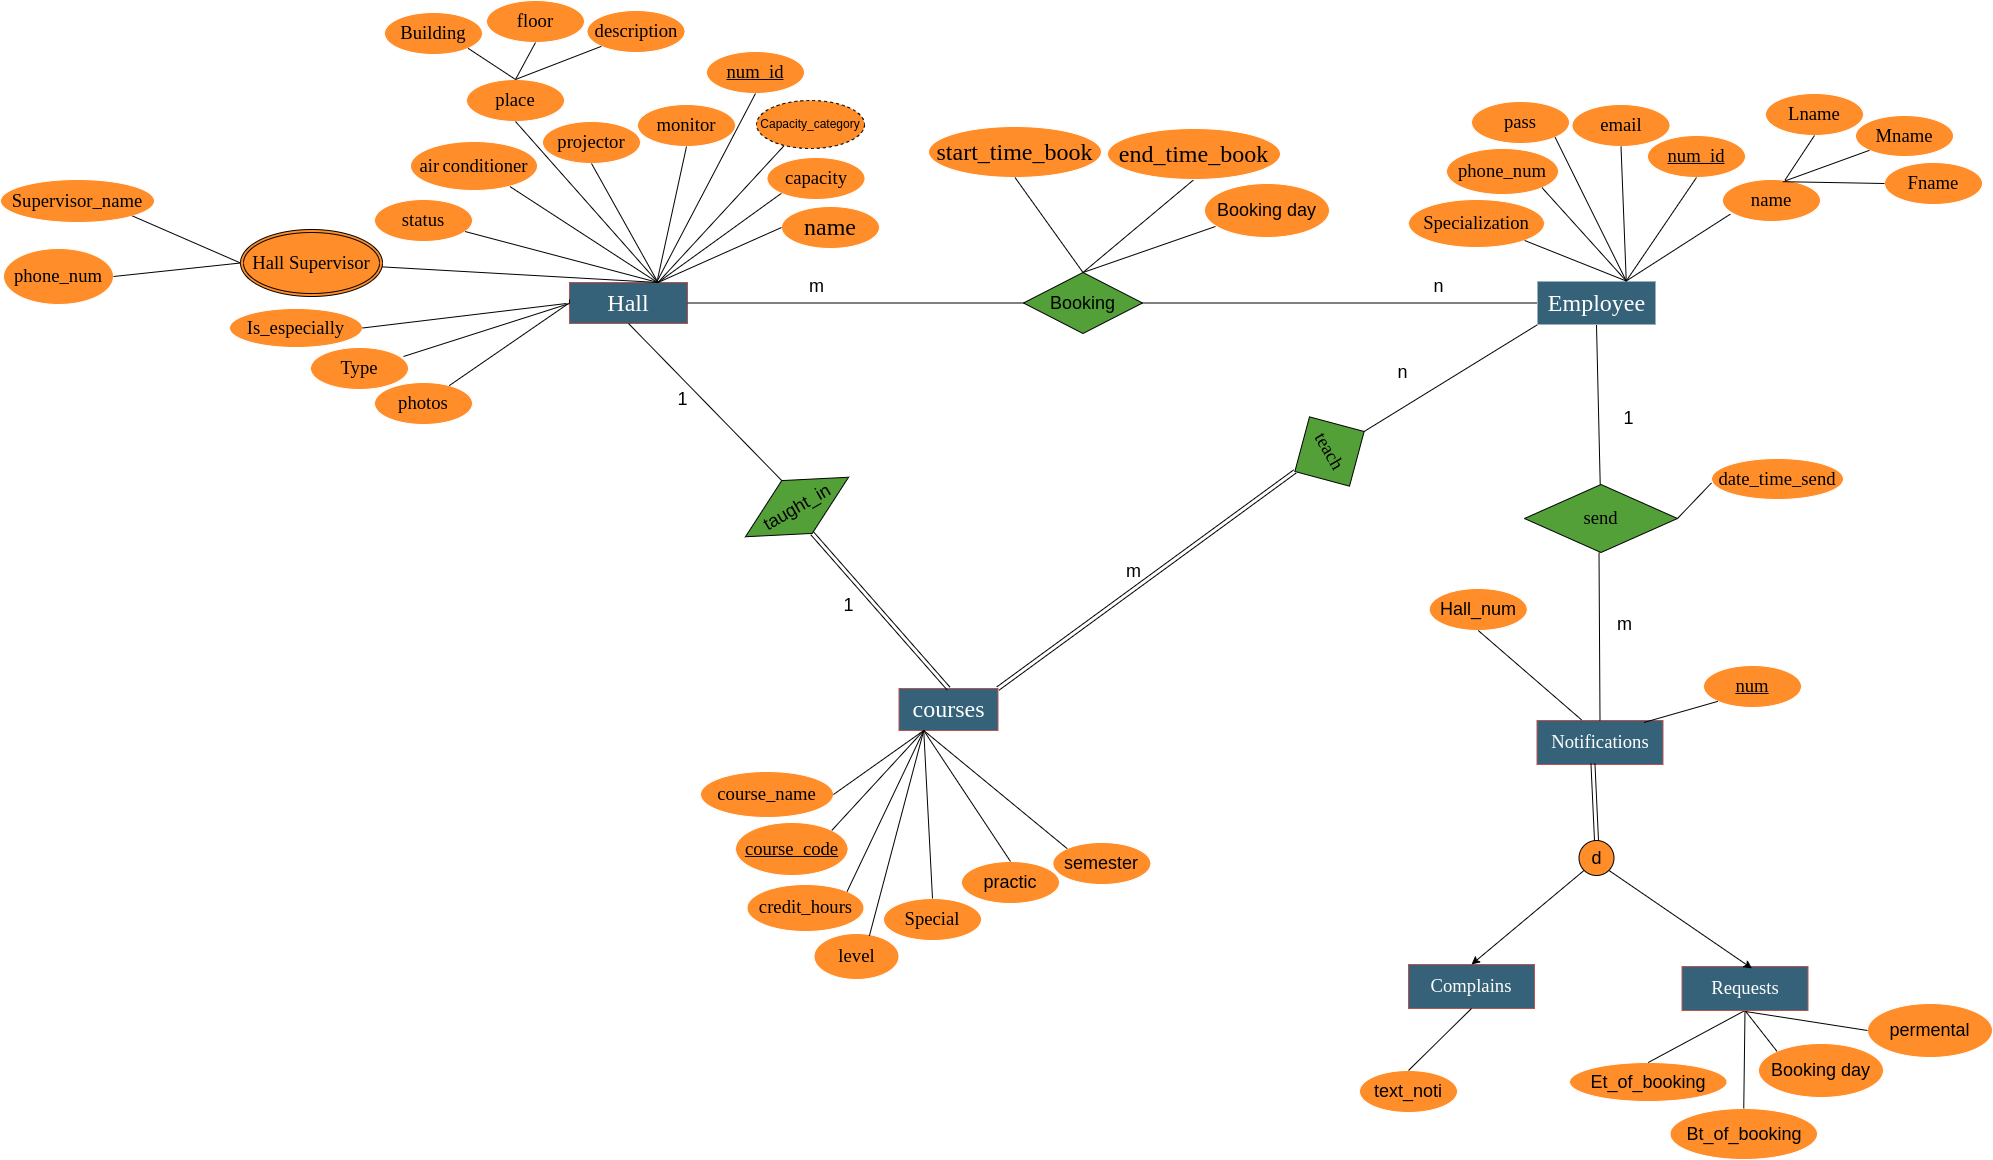 floor
Building
description
place
num_id
projector
monitor
Capacity_category
air conditioner
capacity
status
name
Supervisor_name
Hall Supervisor
phone_num
Hall
Is_especially
Type
photos
start_time_book
end_time_book
Booking day
m
Booking
n
pass
email
Lname
Mname
num_id
phone_num
Fname
name
Specialization
Employee
n
1
1
teach
taught_in
date_time_send
send
m
1
Hall_num
m
num
courses
Notifications
course_name
course_code
credit_hours
level
Special
practic
semester
d
Complains
Requests
permental
Booking day
Et_of_booking
text_noti
Bt_of_booking